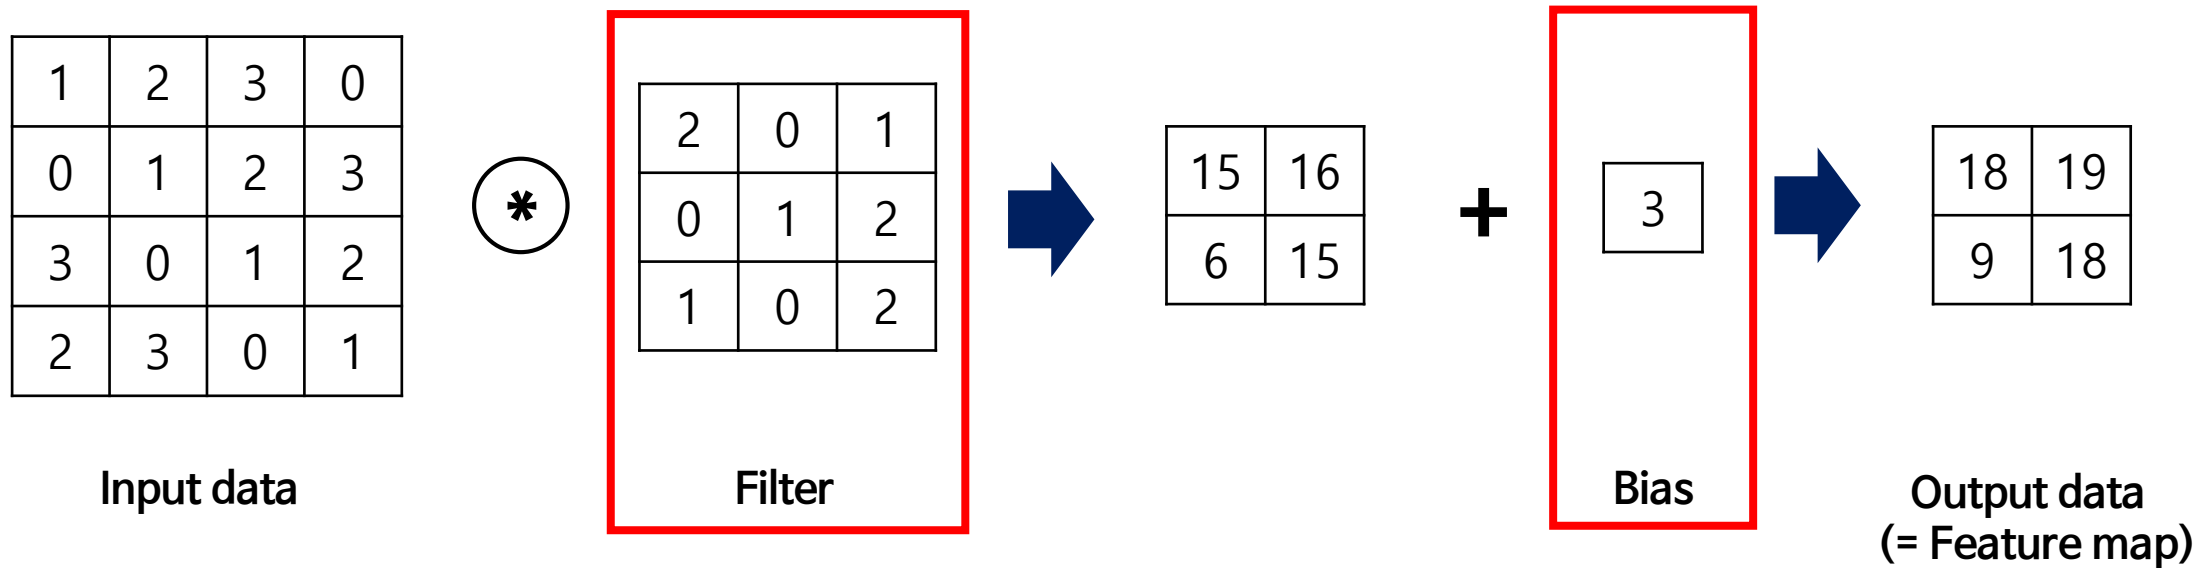 1 2 3 0
0 1 2 3
3 0 1 2
2 3 0 1
Input data
*
2 0 1
0 1 2
1 0 2
Filter
15 16
6 15
+
3
Bias
18 19
9 18
Output data
(= Feature map)